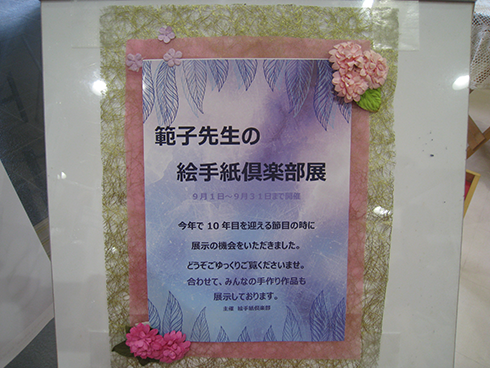 範子先生の
絵手紙倶楽部展
９月１日～９月３１日まで開催
今年で 10 年目を迎える節目の時に
展示の機会をいただきました。
どうぞごゆっくりご覧くださいませ。
合わせて、みんなの手作り作品も
展示しております。
主催 絵手紙倶楽部